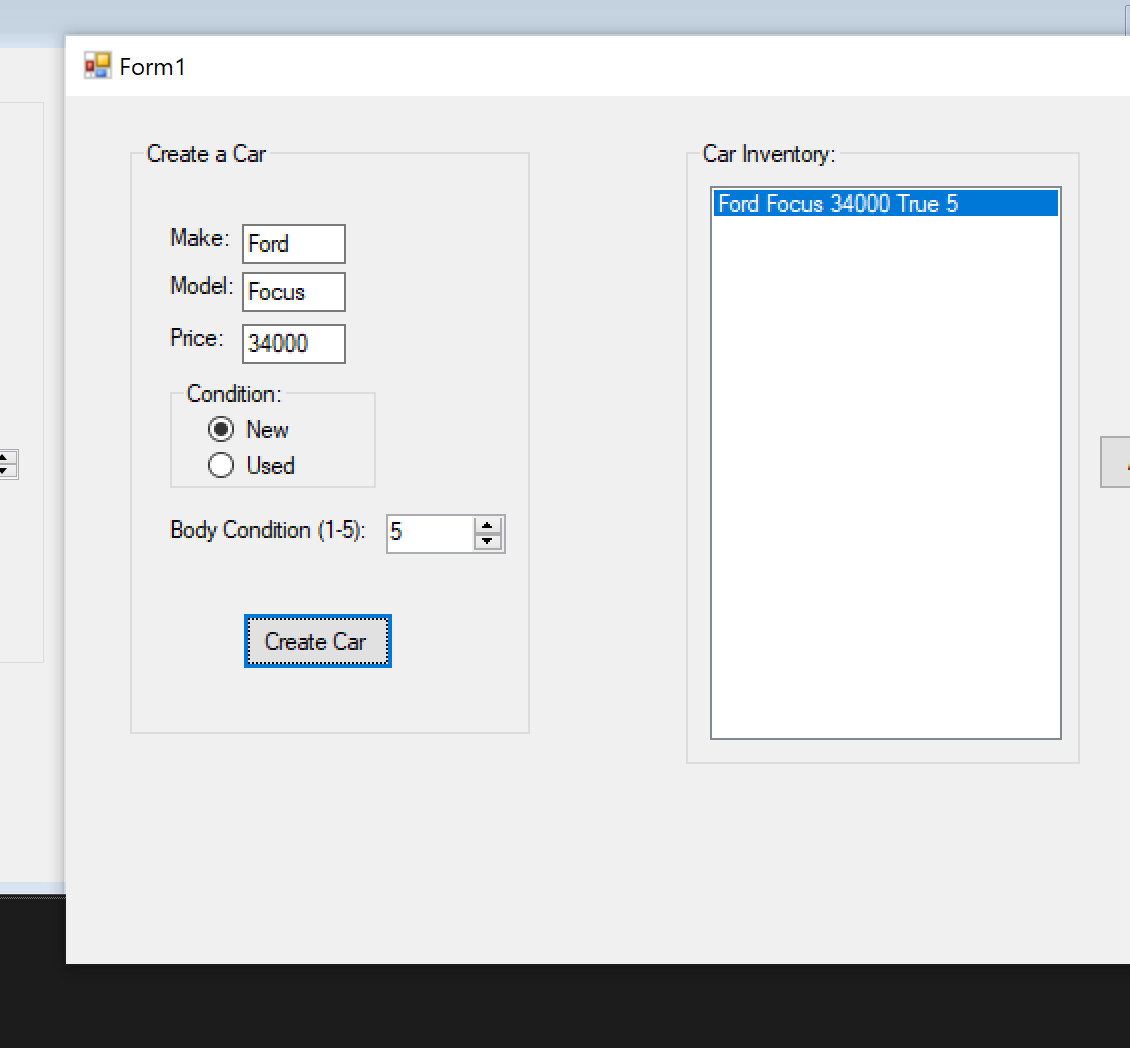 Form1
Create a Car
Make: Ford
Model: Focus
Price: 34000
Condition:
New
Used
Body Condition (1-5): 5
Create Car
Car Inventory:
Ford Focus 34000 True 5